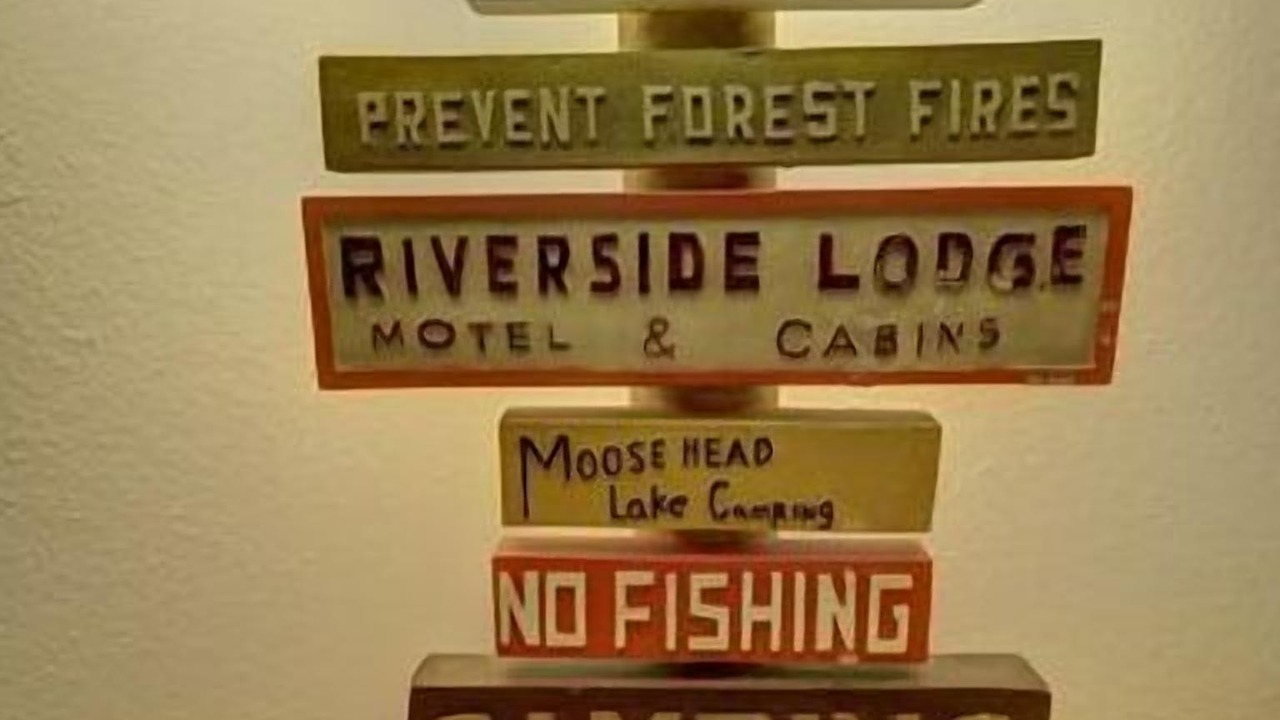 PREVENT FOREST FIRES
RIVERSIDE LODGE
MOTEL & CABINS
MOOSE HEAD
Lake Camping
NO FISHING